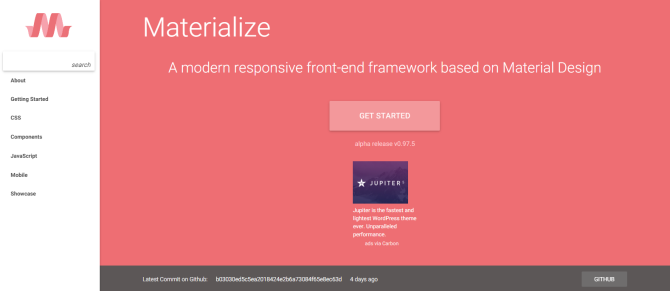 search
About
Getting Started
CSS
Components
JavaScript
Mobile
Showcase
Materialize
A modern responsive front-end framework based on Material Design
GET STARTED
alpha release v0.97.5
JUPITER
Jupiter is the fastest and
lightest WordPress theme
ever. Unparalleled
performance.
ads via Carbon
Latest Commit on Github: b03030ed5c5ea2018424e2b6a73084f65e8ec63d 4 days ago
GITHUB